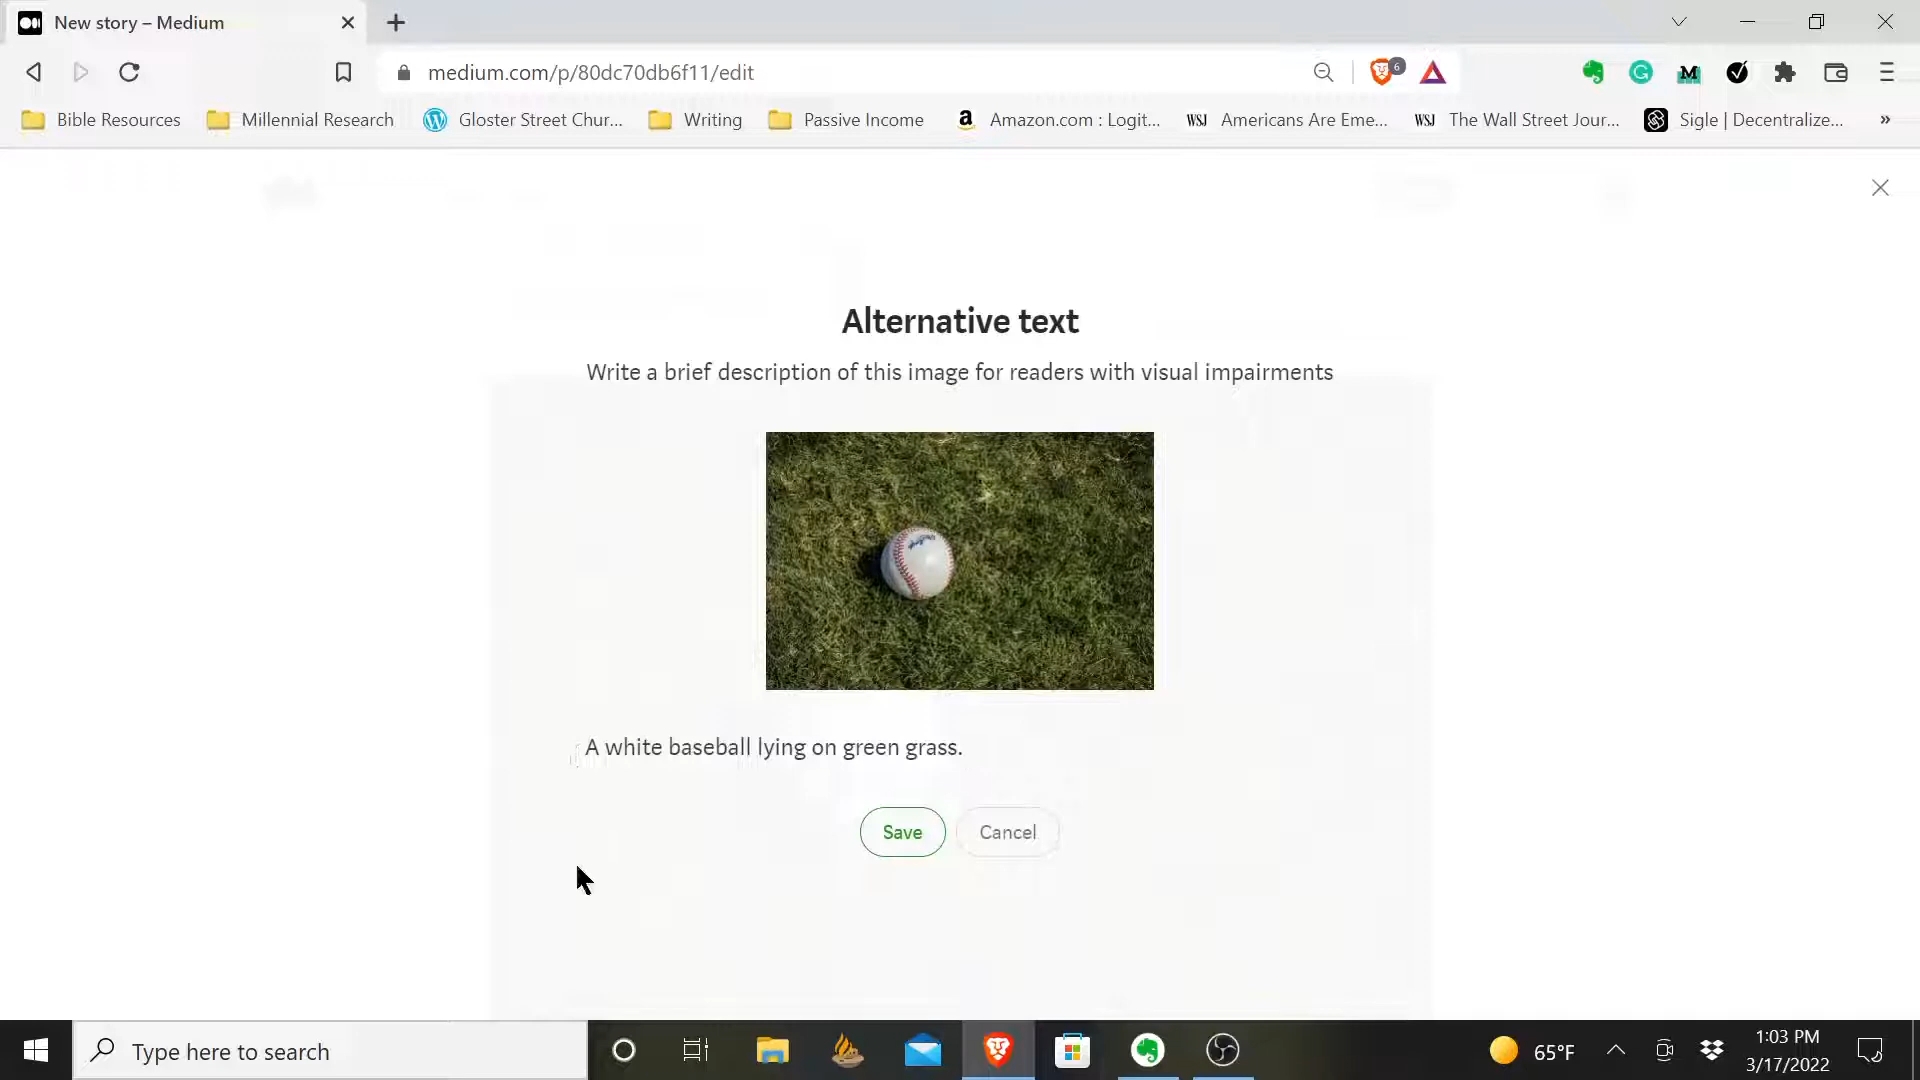 New story – Medium
medium.com/p/80dc70db6f11/edit
6
Bible Resources
Millennial Research
Gloster Street Chur...
Writing
Passive Income
Amazon.com : Logit...
WSJ
Americans Are Eme...
WSJ
The Wall Street Jour...
Sigle | Decentralize...
»
Alternative text
Write a brief description of this image for readers with visual impairments
A white baseball lying on green grass.
Save
Cancel
Type here to search
65°F
1:03 PM
3/17/2022